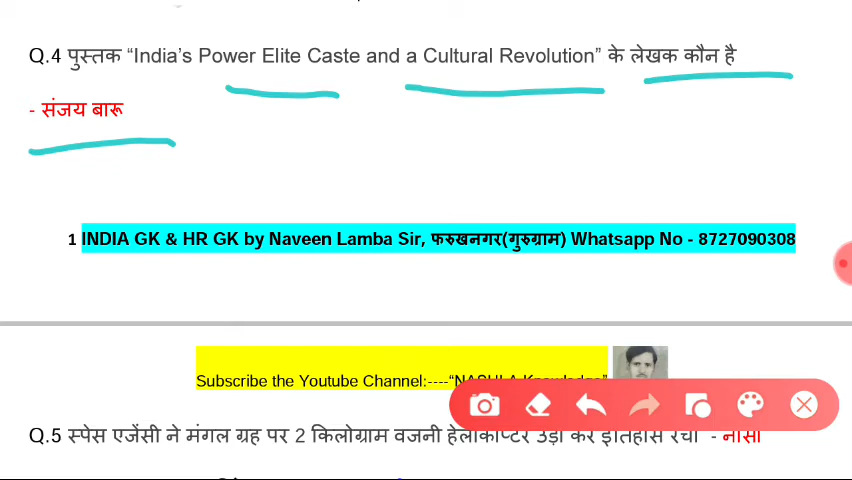 Q.4 पुस्तक “India’s Power Elite Caste and a Cultural Revolution” के लेखक कौन है
- संजय बारू
1 INDIA GK & HR GK by Naveen Lamba Sir, फरुखनगर(गुरुग्राम) Whatsapp No - 8727090308
Subscribe the Youtube Channel:----“
Q.5 स्पेस एजेंसी ने मंगल ग्रह पर 2 किलोग्राम वजनी हेलीकॉप्टर उड़ा कर इतिहास रचा - नासा